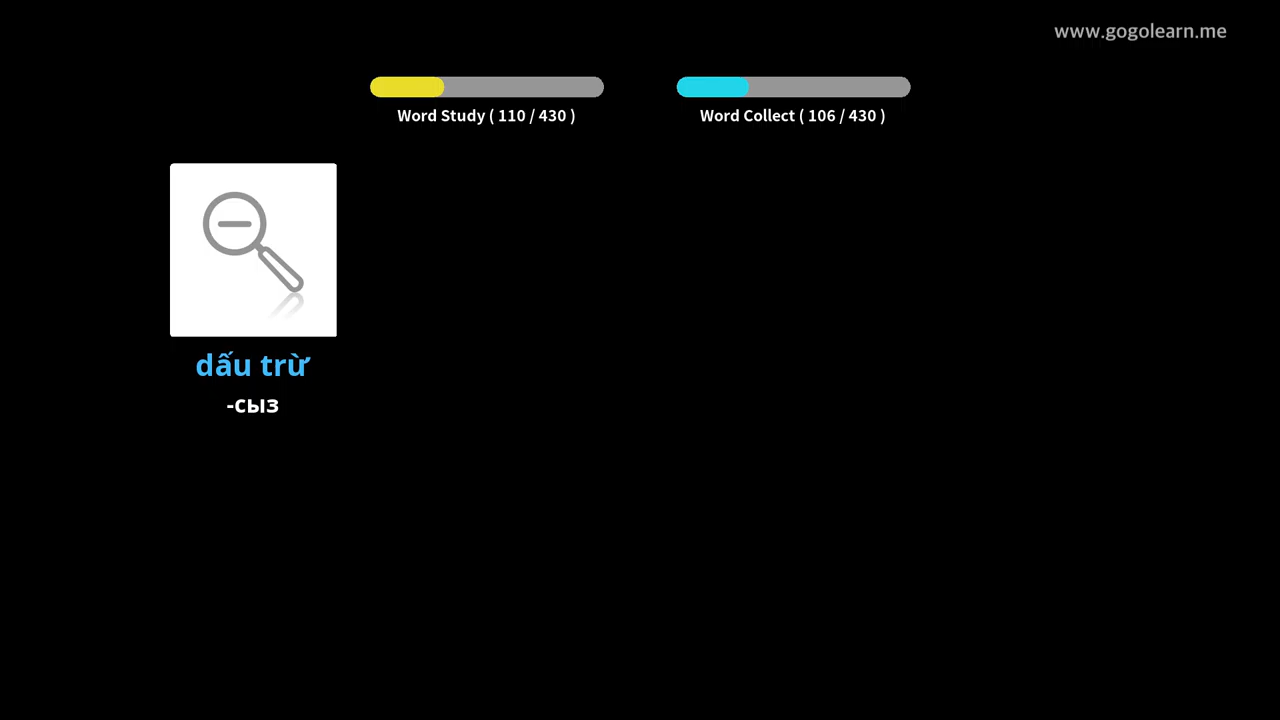 www.gogolearn.me
Word Study ( 110 / 430 )
Word Collect ( 106 / 430 )
dấu trừ
-сыз